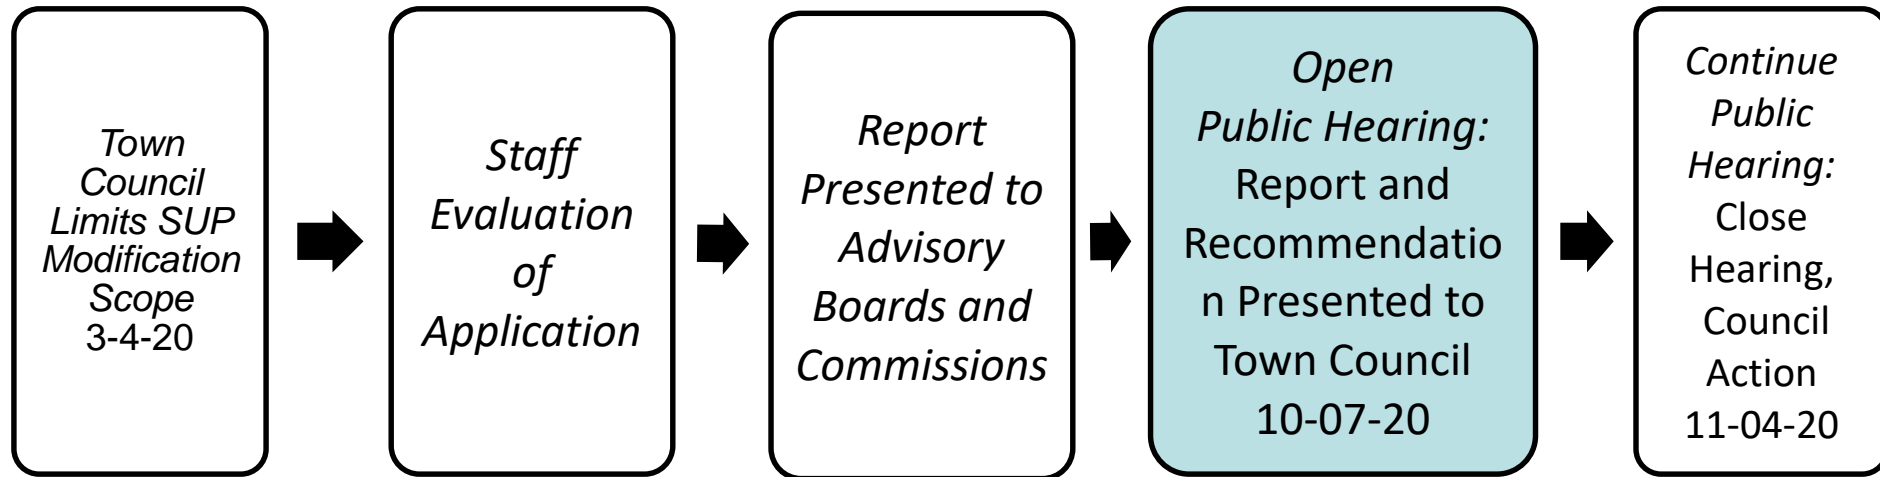 Town
Council
Limits SUP
Modification
Scope
3-4-20
Staff
Evaluation
of
Application
Report
Presented to
Advisory
Boards and
Commissions
Open
Public Hearing:
Report and
Recommendatio
n Presented to
Town Council
10-07-20
Continue
Public
Hearing:
Close
Hearing,
Council
Action
11-04-20